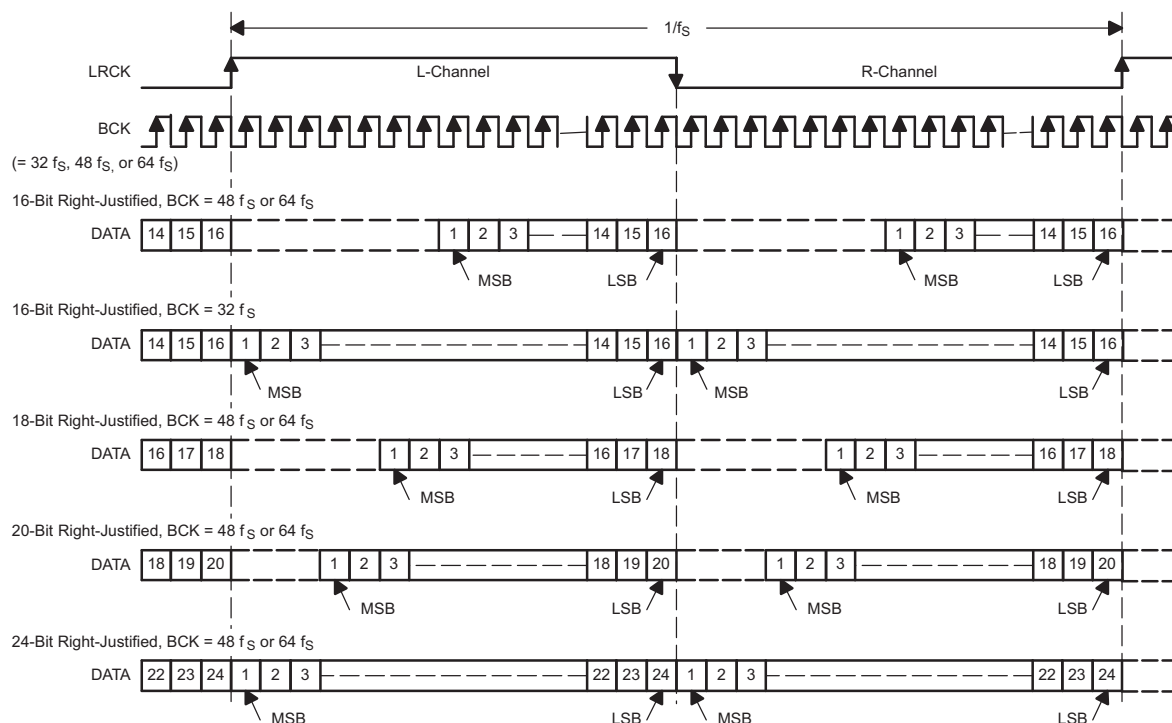 1/fS
LRCK L-Channel R-Channel
BCK
(= 32 fS, 48 fS, or 64 fS)
16-Bit Right-Justified, BCK = 48 fS or 64 fS
DATA 14 15 16 1 2 3 14 15 16 1 2 3 14 15 16
MSB LSB MSB LSB
16-Bit Right-Justified, BCK = 32 fS
DATA 14 15 16 1 2 3 14 15 16 1 2 3 14 15 16
MSB LSB MSB LSB
18-Bit Right-Justified, BCK = 48 fS or 64 fS
DATA 16 17 18 1 2 3 16 17 18 1 2 3 16 17 18
MSB LSB MSB LSB
20-Bit Right-Justified, BCK = 48 fS or 64 fS
DATA 18 19 20 1 2 3 18 19 20 1 2 3 18 19 20
MSB LSB MSB LSB
24-Bit Right-Justified, BCK = 48 fS or 64 fS
DATA 22 23 24 1 2 3 22 23 24 1 2 3 22 23 24
MSB LSB MSB LSB